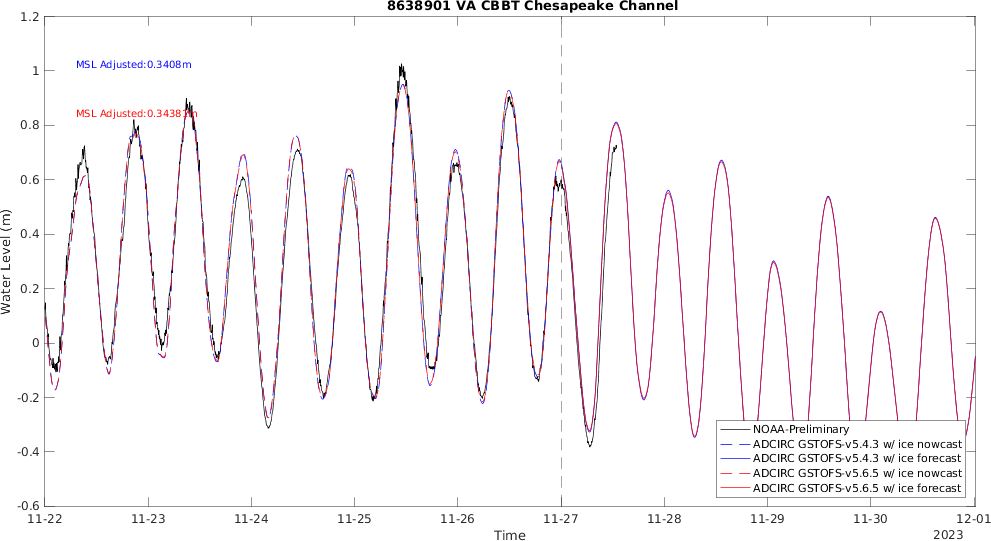 8638901 VA CBBT Chesapeake Channel
1.2
1
0.8
0.6
0.4
0.2
0
-0.2
-0.4
-0.6
Water Level (m)
MSL Adjusted:0.3408m
MSL Adjusted:0.3438 m
NOAA-Preliminary
ADCIRC GSTOFS-v5.4.3 w/ ice nowcast
ADCIRC GSTOFS-v5.4.3 w/ ice forecast
ADCIRC GSTOFS-v5.6.5 w/ ice nowcast
ADCIRC GSTOFS-v5.6.5 w/ ice forecast
11-22 11-23 11-24 11-25 11-26 11-27 11-28 11-29 11-30 12-01
Time
2023